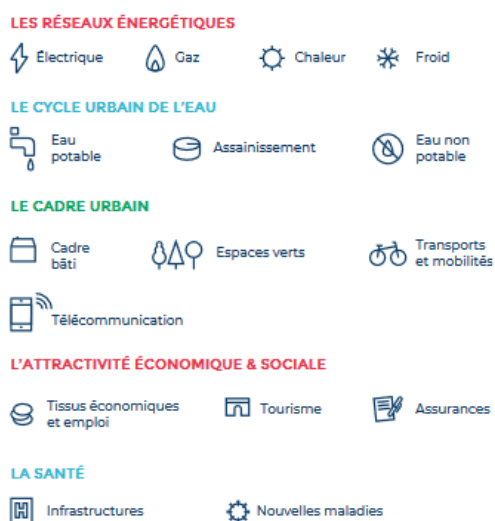 LES RÉSEAUX ÉNERGÉTIQUES
Électrique Gaz Chaleur Froid
LE CYCLE URBAIN DE L'EAU
Eau
potable
Assainissement
Eau non
potable
LE CADRE URBAIN
Cadre
bâti
Espaces verts
Transports
et mobilités
Télécommunication
L'ATTRACTIVITÉ ÉCONOMIQUE & SOCIALE
Tissus économiques
et emploi
Tourisme
Assurances
LA SANTÉ
Infrastructures Nouvelles maladies